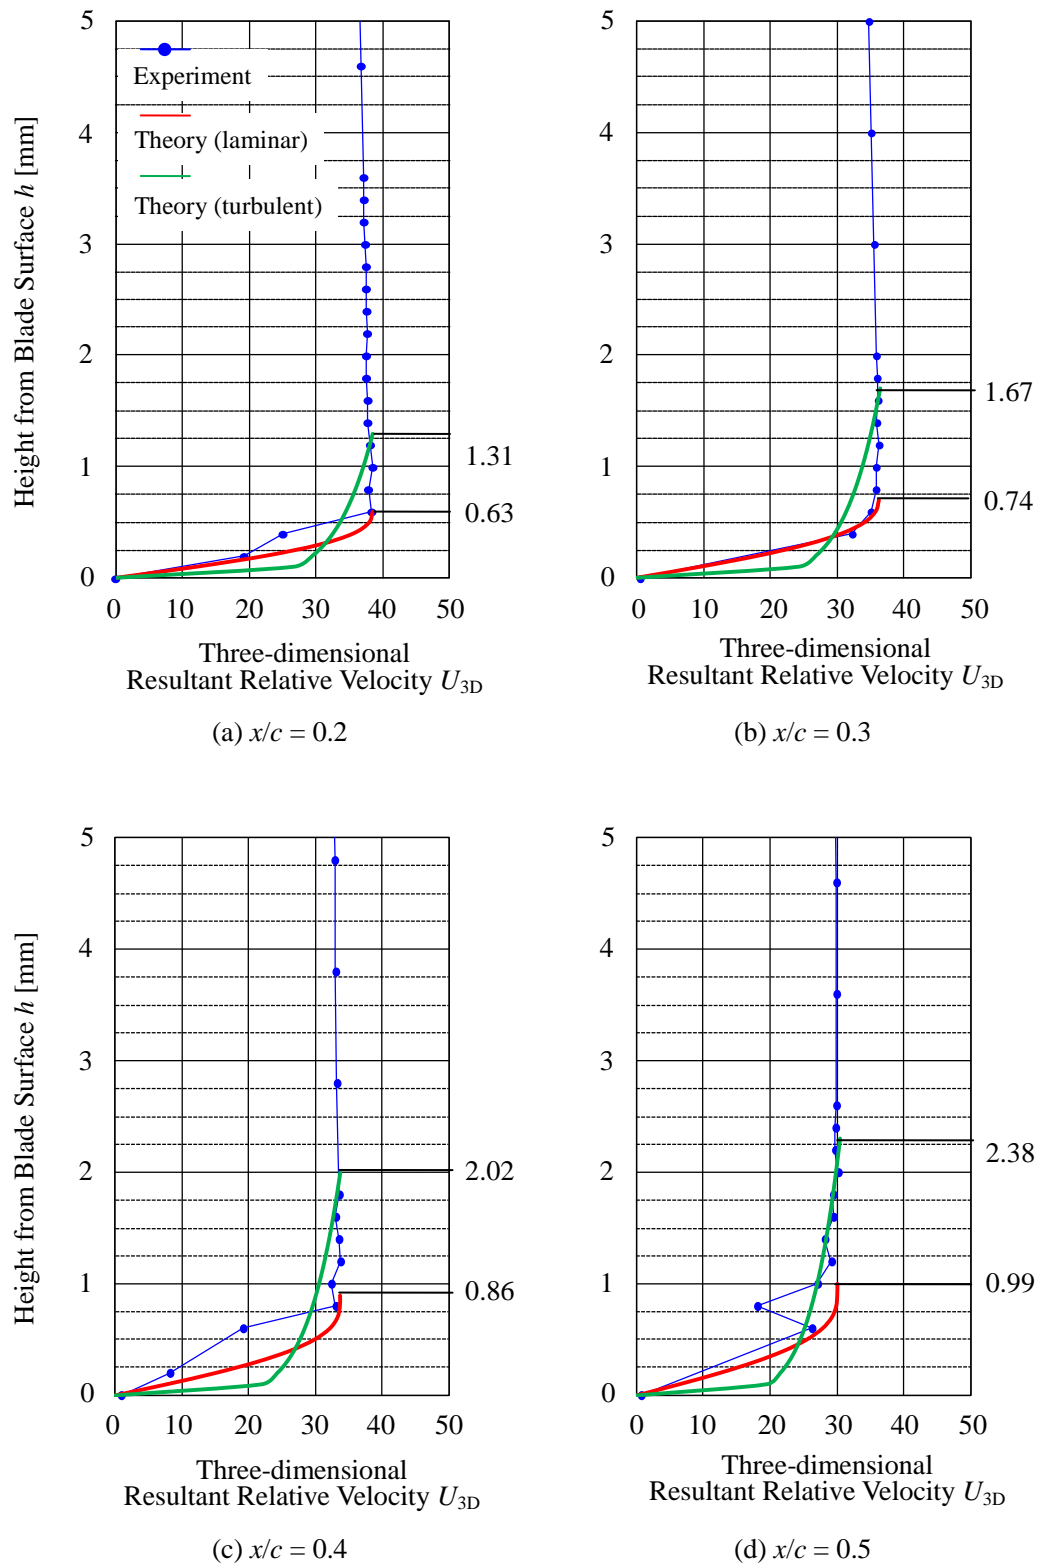 5
4
3
2
1
0
Height from Blade Surface h [mm]
Experiment
Theory (laminar)
Theory (turbulent)
1.31
0.63
0 10 20 30 40 50
Three-dimensional
Resultant Relative Velocity U3D
(a) x/c = 0.2
5
4
3
2
1
0
1.67
0.74
0 10 20 30 40 50
Three-dimensional
Resultant Relative Velocity U3D
(b) x/c = 0.3
5
4
3
2
1
0
Height from Blade Surface h [mm]
2.02
0.86
0 10 20 30 40 50
Three-dimensional
Resultant Relative Velocity U3D
(c) x/c = 0.4
5
4
3
2
1
0
2.38
0.99
0 10 20 30 40 50
Three-dimensional
Resultant Relative Velocity U3D
(d) x/c = 0.5